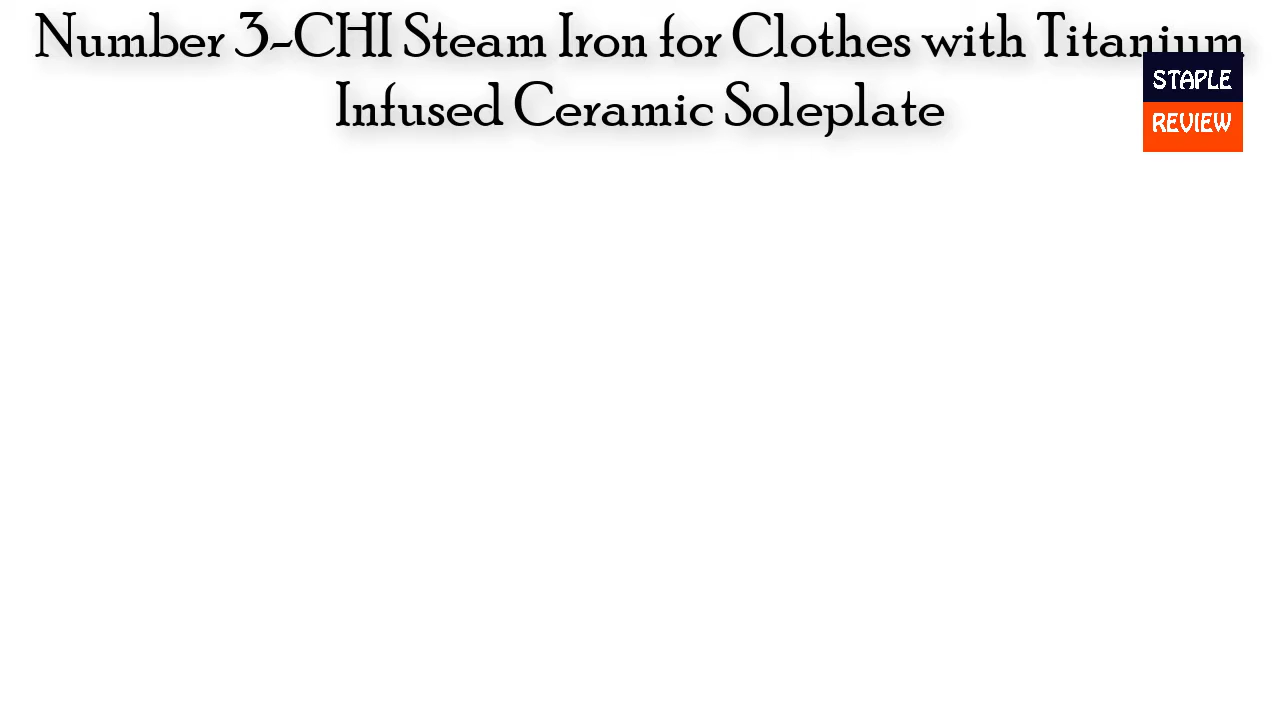 Number 3-CHI Steam Iron for Clothes with Titanium
Infused Ceramic Soleplate
STAPLE
REVIEW